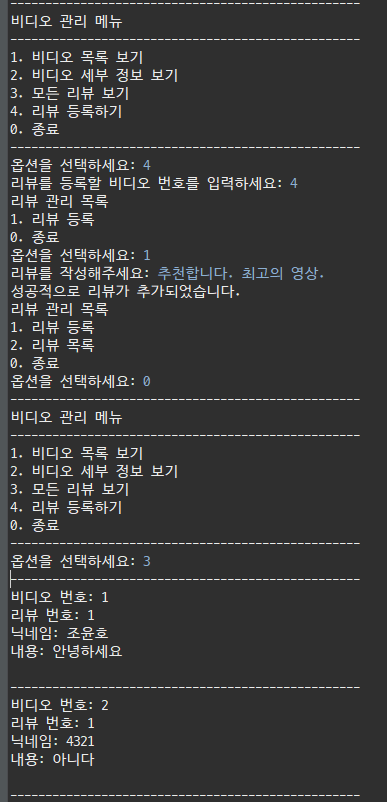 --------------------------------------------------
비디오 관리 메뉴
--------------------------------------------------
1. 비디오 목록 보기
2. 비디오 세부 정보 보기
3. 모든 리뷰 보기
4. 리뷰 등록하기
0. 종료
--------------------------------------------------
옵션을 선택하세요: 4
리뷰를 등록할 비디오 번호를 입력하세요: 4
리뷰 관리 목록
1. 리뷰 등록
0. 종료
옵션을 선택하세요: 1
리뷰를 작성해주세요: 추천합니다. 최고의 영상.
성공적으로 리뷰가 추가되었습니다.
리뷰 관리 목록
1. 리뷰 등록
2. 리뷰 목록
0. 종료
옵션을 선택하세요: 0
--------------------------------------------------
비디오 관리 메뉴
--------------------------------------------------
1. 비디오 목록 보기
2. 비디오 세부 정보 보기
3. 모든 리뷰 보기
4. 리뷰 등록하기
0. 종료
--------------------------------------------------
옵션을 선택하세요: 3
--------------------------------------------------
비디오 번호: 1
리뷰 번호: 1
닉네임: 조윤호
내용: 안녕하세요
--------------------------------------------------
비디오 번호: 2
리뷰 번호: 1
닉네임: 4321
내용: 아니다
--------------------------------------------------